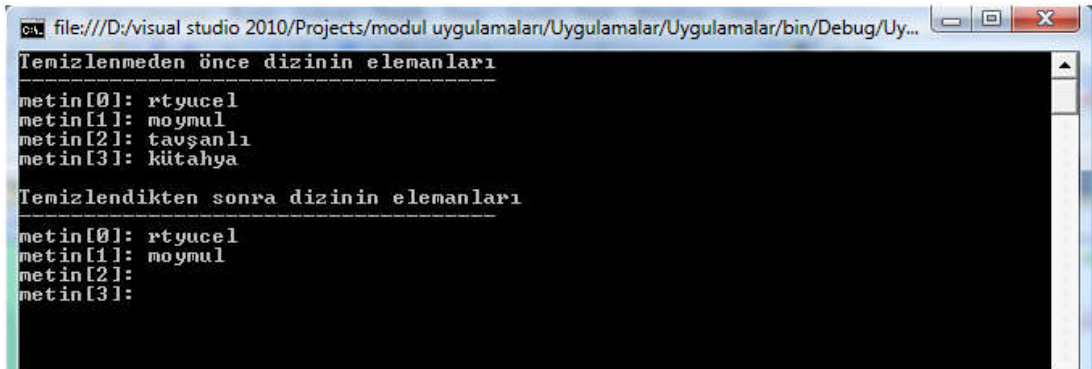 file:///D:/visual studio 2010/Projects/modul uygulamaları/Uygulamalar/Uygulamalar/bin/Debug/Uy...
Temizlenmeden önce dizinin elemanları
----------------------------------------
metin[0]: rtyucel
metin[1]: moymul
metin[2]: tavşanlı
metin[3]: kütahya
Temizlendikten sonra dizinin elemanları
----------------------------------------
metin[0]: rtyucel
metin[1]: moymul
metin[2]:
metin[3]: